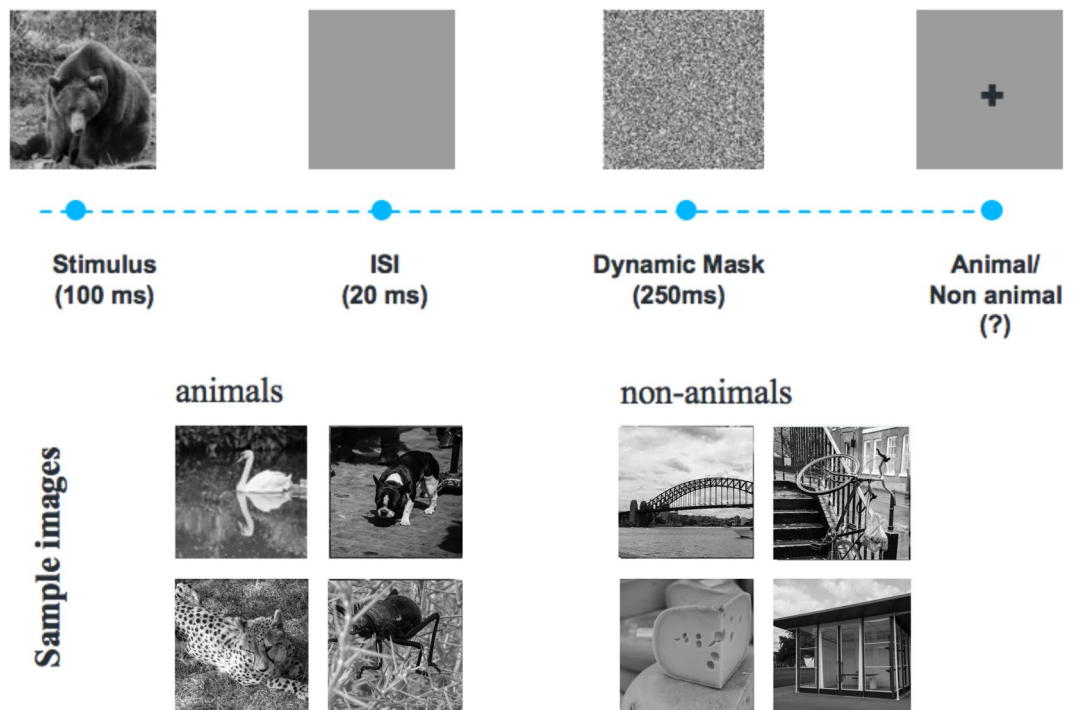 Stimulus
(100 ms)
ISI
(20 ms)
Dynamic Mask
(250ms)
Animal/
Non animal
(?)
animals
non-animals
Sample images